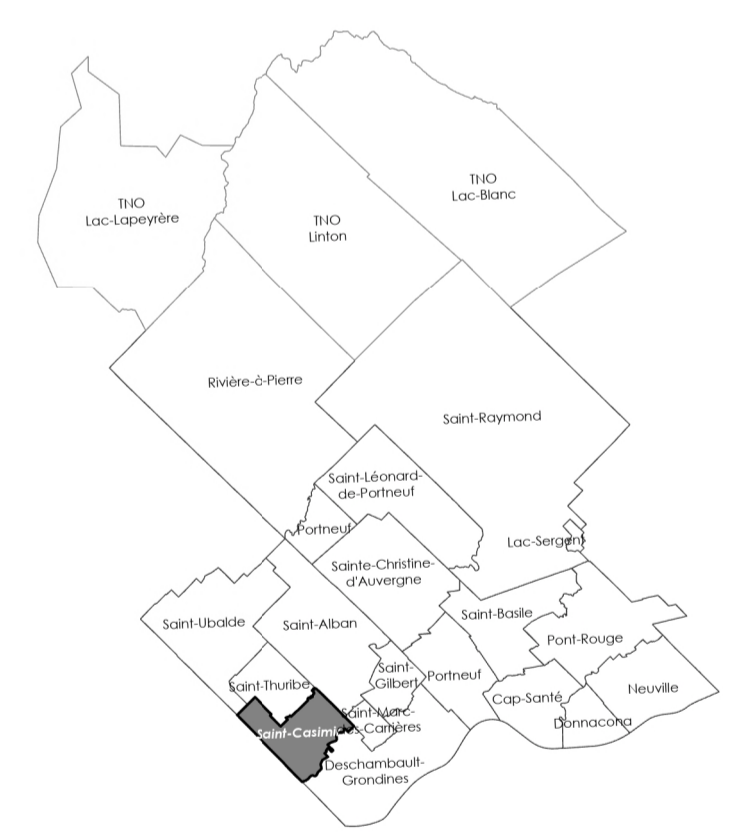 TNO
Lac-Blanc
TNO
Lac-Lapeyrère
TNO
Linton
Rivière-à-Pierre
Saint-Raymond
Saint-Léonard-
de-Portneuf
Portneuf
Lac-Sergent
Sainte-Christine-
d'Auvergne
Saint-Basile
Saint-Ubalde
Saint-Alban
Pont-Rouge
Saint-
Gilbert
Portneuf
Saint-Thuribe
Neuville
Cap-Santé
Saint-Marc-
des-Carrières
Donnacona
Saint-Casimir
Deschambault-
Grondines